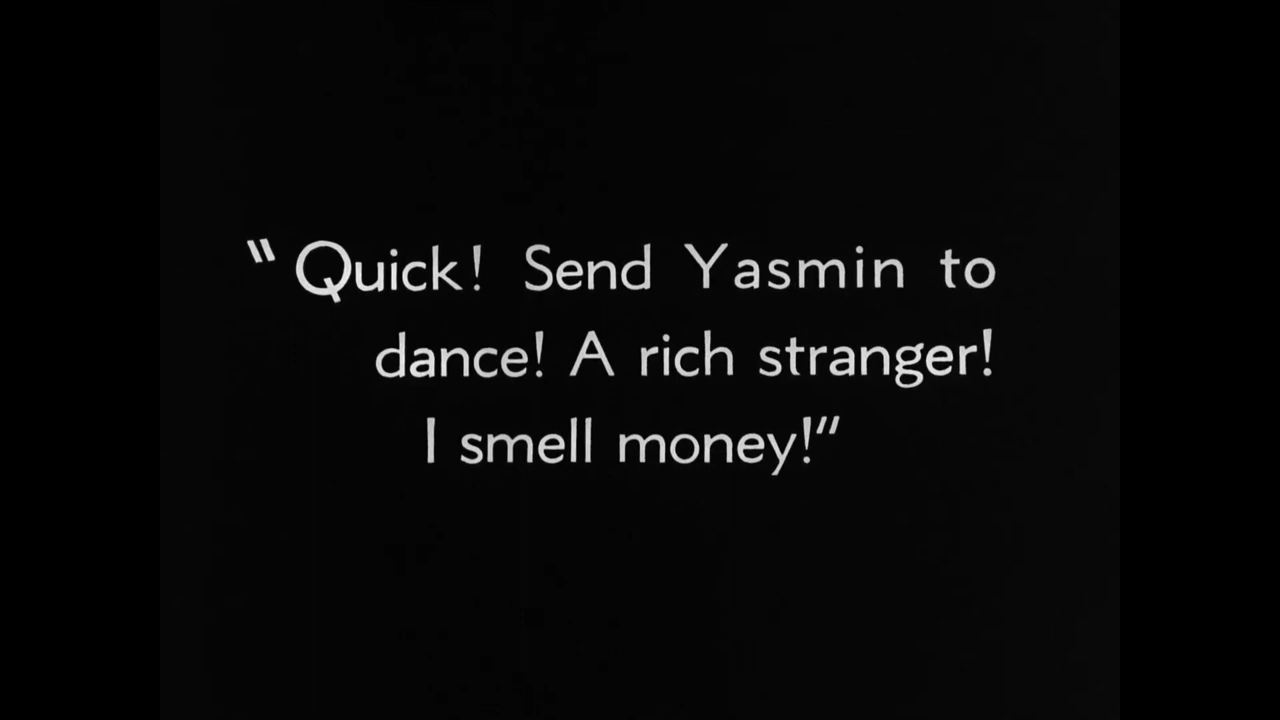 "Quick! Send Yasmin to
dance! A rich stranger!
I smell money!"